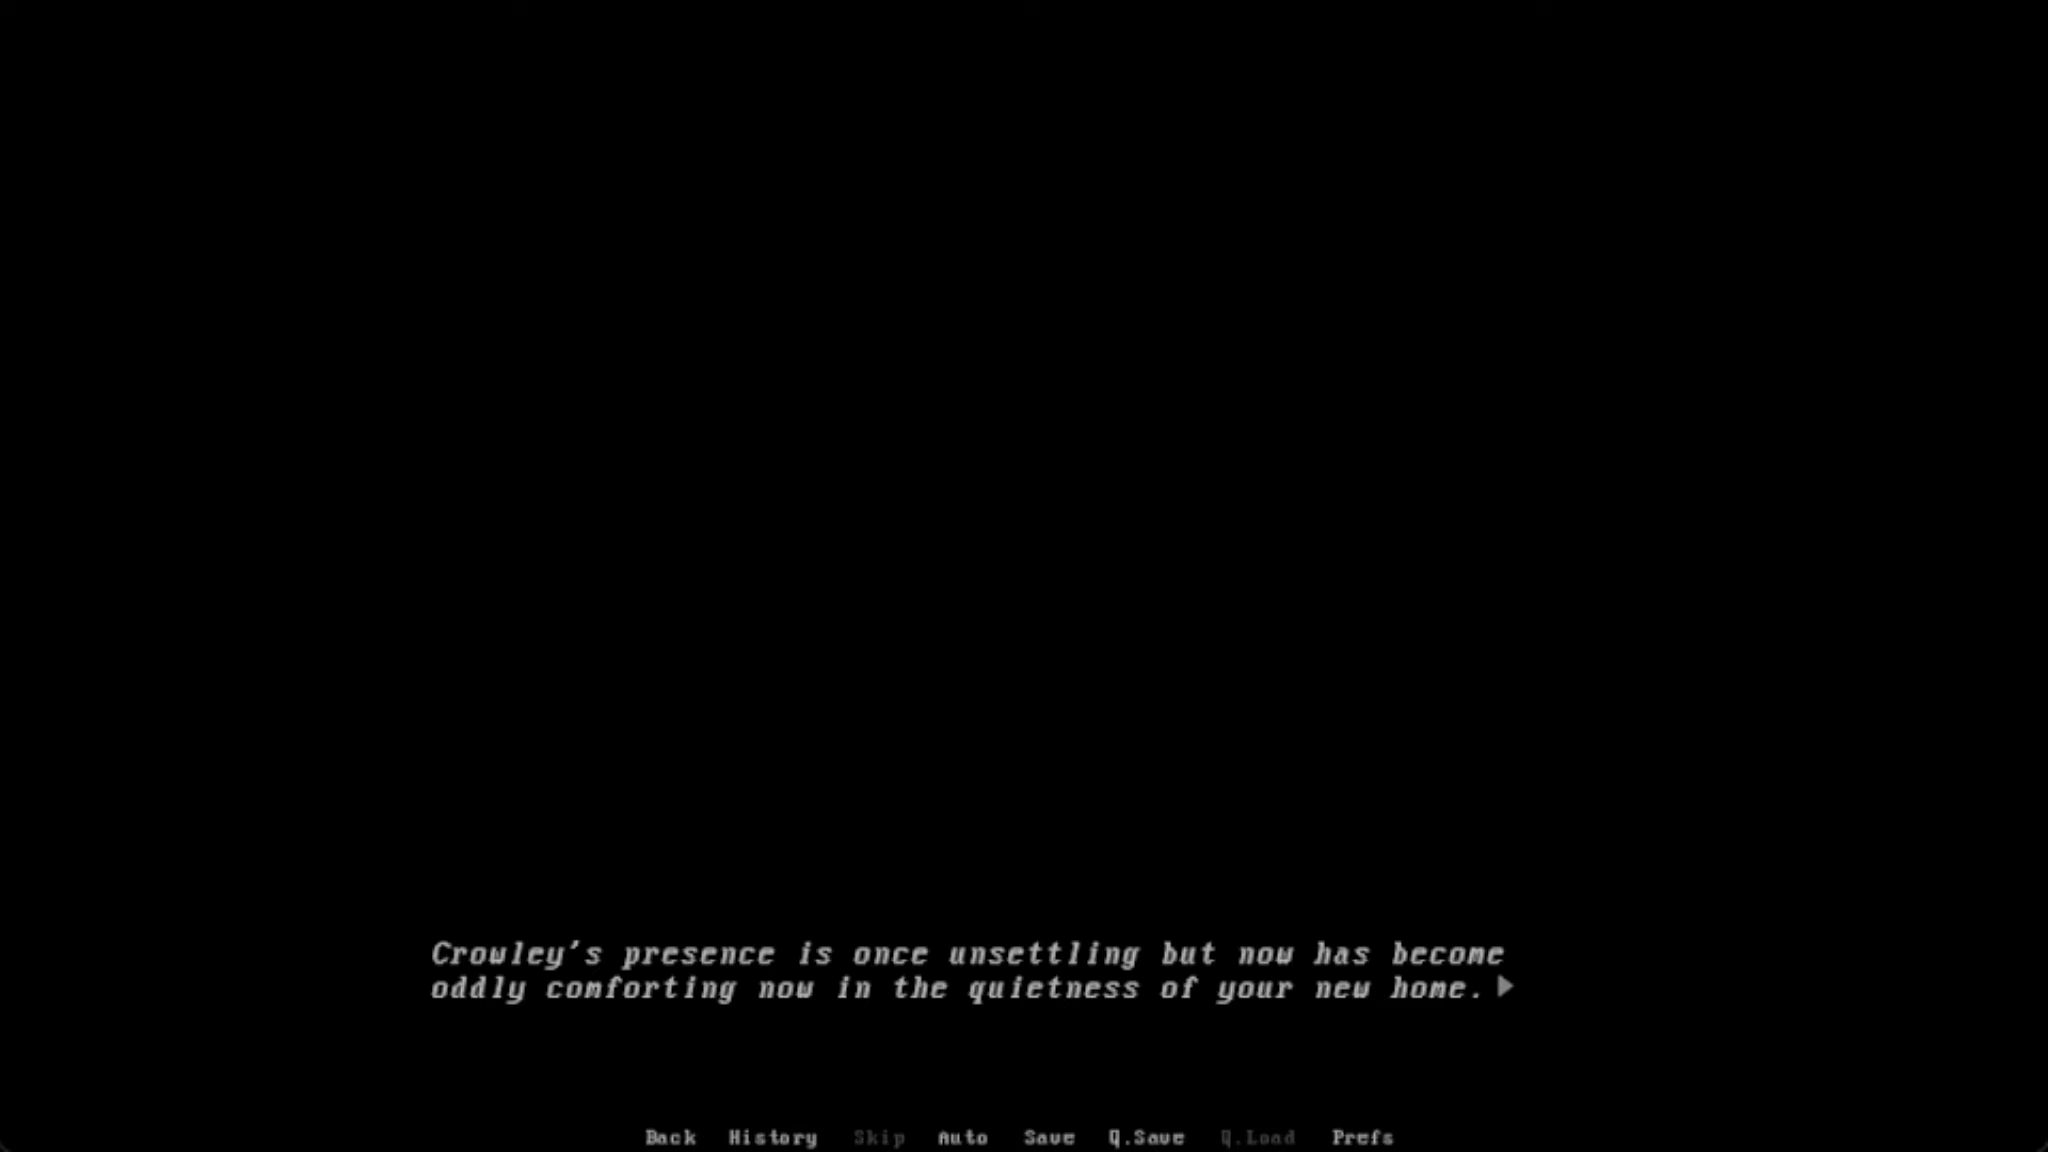 Crowley's presence is once unsettling but now has become
oddly comforting now in the quietness of your new home.
Back History Skip Auto Save Q.Save Q.Load Prefs